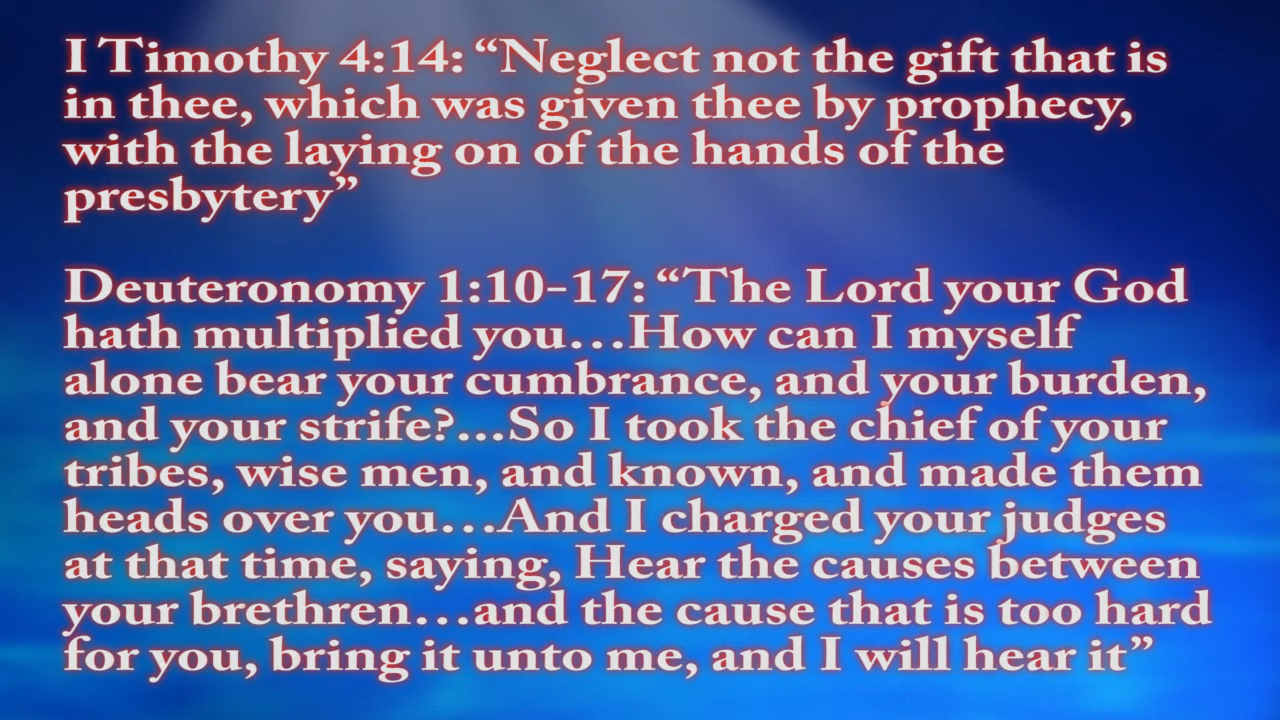 I Timothy 4:14: “Neglect not the gift that is
in thee, which was given thee by prophecy,
with the laying on of the hands of the
presbytery”
Deuteronomy 1:10-17: “The Lord your God
hath multiplied you…How can I myself
alone bear your cumbrance, and your burden,
and your strife?...So I took the chief of your
tribes, wise men, and known, and made them
heads over you…And I charged your judges
at that time, saying, Hear the causes between
your brethren…and the cause that is too hard
for you, bring it unto me, and I will hear it”